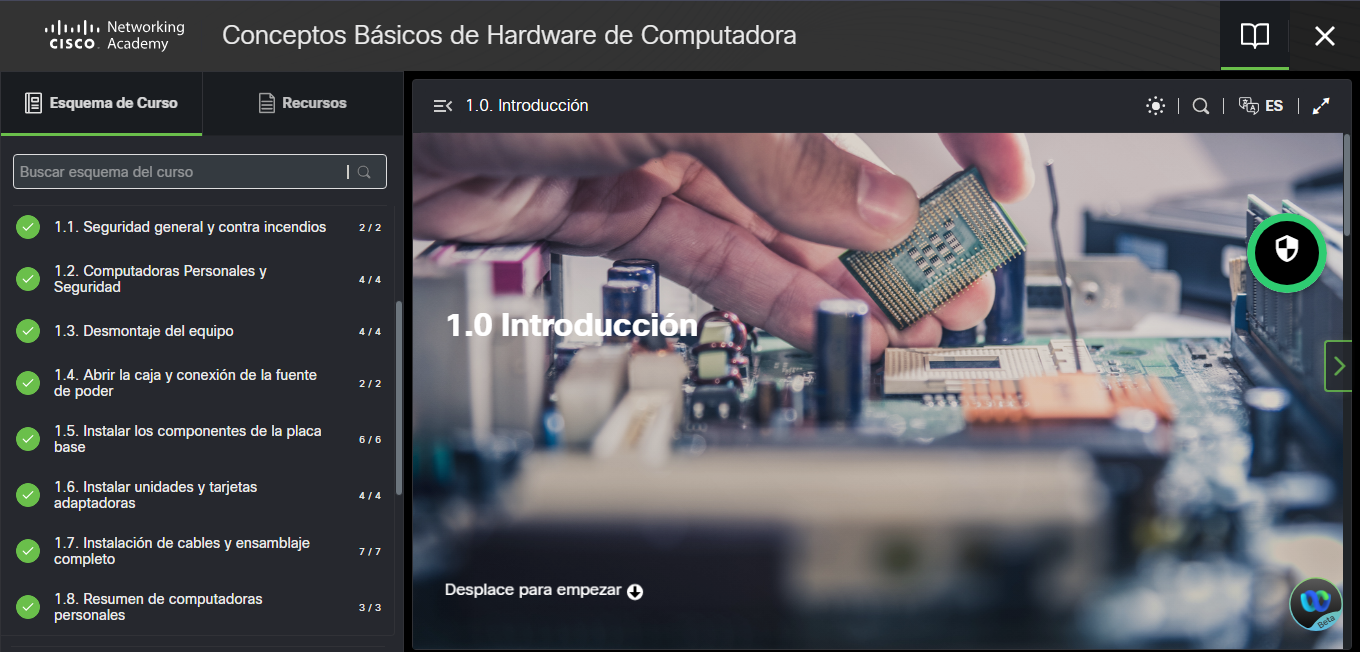 Networking
CISCO Academy
Conceptos Básicos de Hardware de Computadora
Esquema de Curso
Recursos
Buscar esquema del curso
1.1. Seguridad general y contra incendios 2 / 2
1.2. Computadoras Personales y
Seguridad 4 / 4
1.3. Desmontaje del equipo 4 / 4
1.4. Abrir la caja y conexión de la fuente
de poder 2 / 2
1.5. Instalar los componentes de la placa
base 6 / 6
1.6. Instalar unidades y tarjetas
adaptadoras 4 / 4
1.7. Instalación de cables y ensamblaje
completo 7 / 7
1.8. Resumen de computadoras
personales 3 / 3
1.0. Introducción
ES
1.0 Introducción
Desplace para empezar
Beta